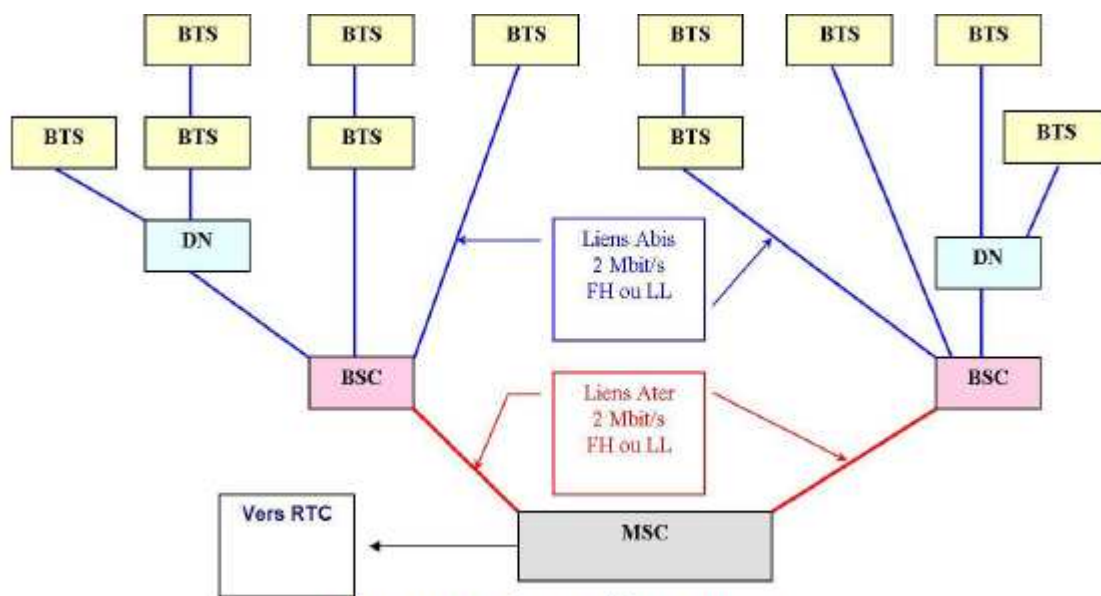 BTS
BTS
BTS
BTS
BTS
BTS
BTS
BTS
BTS
BTS
BTS
DN
Liens Abis
2 Mbit/s
FH ou LL
DN
BSC
Liens Ater
2 Mbit/s
FH ou LL
BSC
Vers RTC
MSC